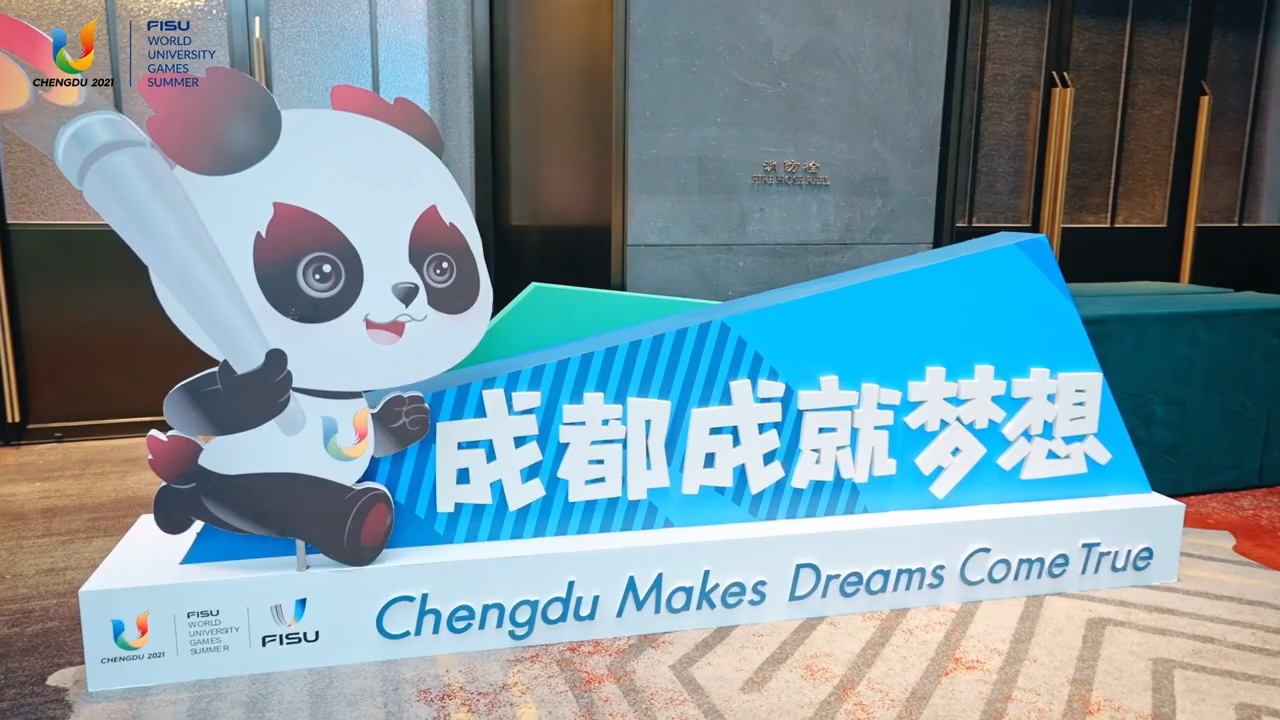 CHENGDU 2021
FISU
WORLD
UNIVERSITY
GAMES
SUMMER
消防栓
FIRE HOSE REEL
成都成就梦想
Chengdu Makes Dreams Come True
CHENGDU 2021
FISU
WORLD
UNIVERSITY
GAMES
SUMMER
FISU